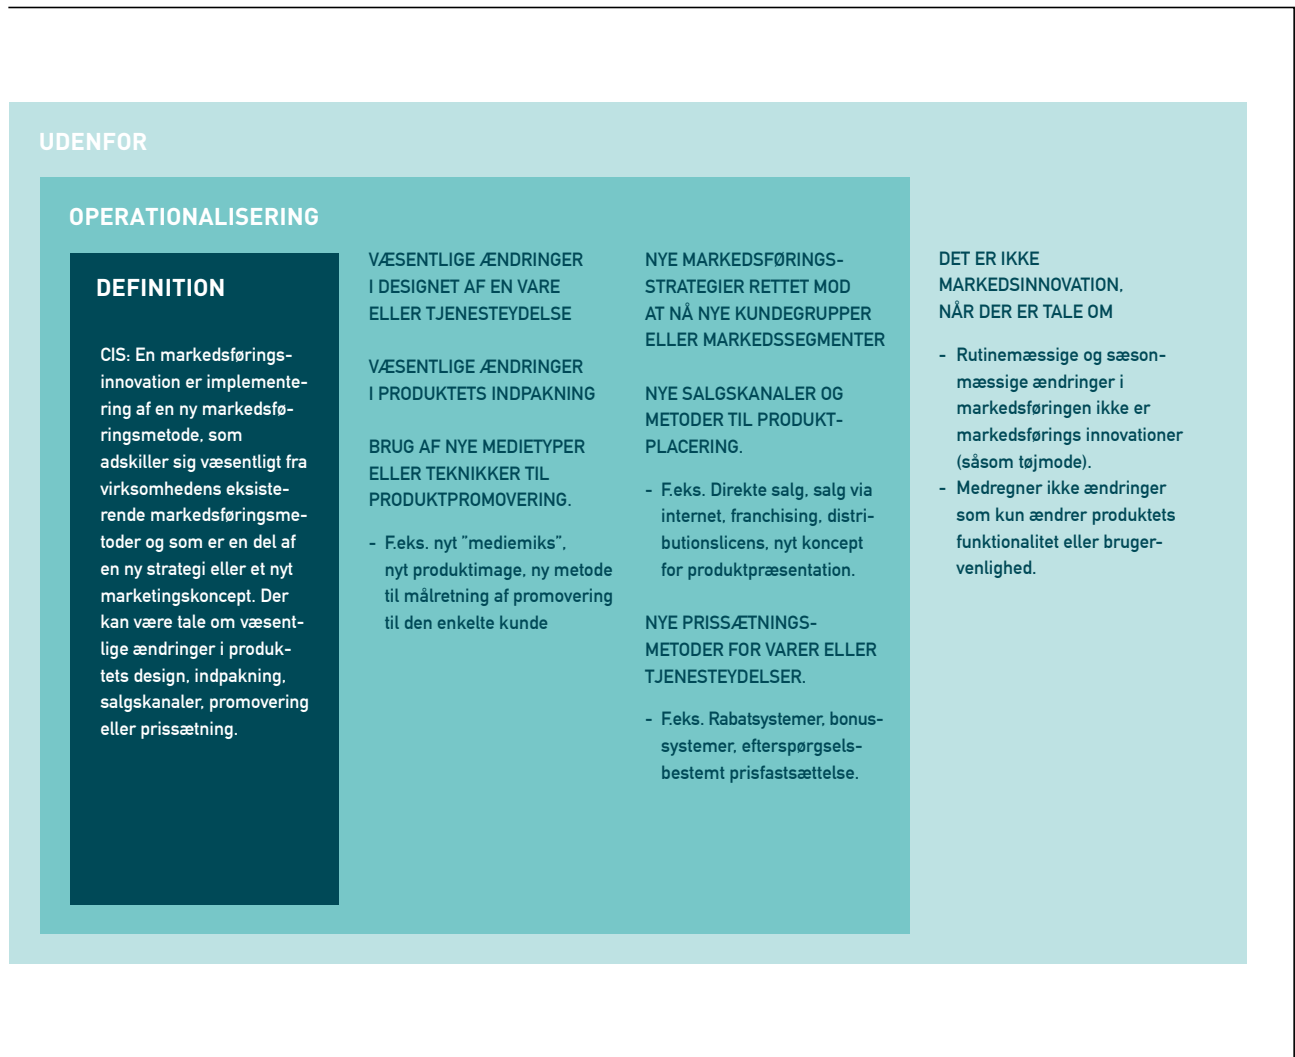 UDENFOR
OPERATIONALISERING
DEFINITION
CIS: En markedsførings-
innovation er implemente-
ring af en ny markedsfø-
ringsmetode, som
adskiller sig væsentligt fra
virksomhedens eksiste-
rende markedsføringsme-
toder og som er en del af
en ny strategi eller et nyt
marketingskoncept. Der
kan være tale om væsent-
lige ændringer i produk-
tets design, indpakning,
salgskanaler, promovering
eller prissætning.
VÆSENTLIGE ÆNDRINGER
I DESIGNET AF EN VARE
ELLER TJENESTEYDELSE
VÆSENTLIGE ÆNDRINGER
I PRODUKTETS INDPAKNING
BRUG AF NYE MEDIETYPER
ELLER TEKNIKKER TIL
PRODUKTPROMOVERING.
- F.eks. nyt ”mediemiks”,
nyt produktimage, ny metode
til målretning af promovering
til den enkelte kunde
NYE MARKEDSFØRINGS-
STRATEGIER RETTET MOD
AT NÅ NYE KUNDEGRUPPER
ELLER MARKEDSSEGMENTER
NYE SALGSKANALER OG
METODER TIL PRODUKT-
PLACERING.
- F.eks. Direkte salg, salg via
internet, franchising, distri-
butionslicens, nyt koncept
for produktpræsentation.
NYE PRISSÆTNINGS-
METODER FOR VARER ELLER
TJENESTEYDELSER.
- F.eks. Rabatsystemer, bonus-
systemer, efterspørgsels-
bestemt prisfastsættelse.
DET ER IKKE
MARKEDSINNOVATION,
NÅR DER ER TALE OM
- Rutinemæssige og sæson-
mæssige ændringer i
markedsføringen ikke er
markedsførings innovationer
(såsom tøjmode).
- Medregner ikke ændringer
som kun ændrer produktets
funktionalitet eller bruger-
venlighed.